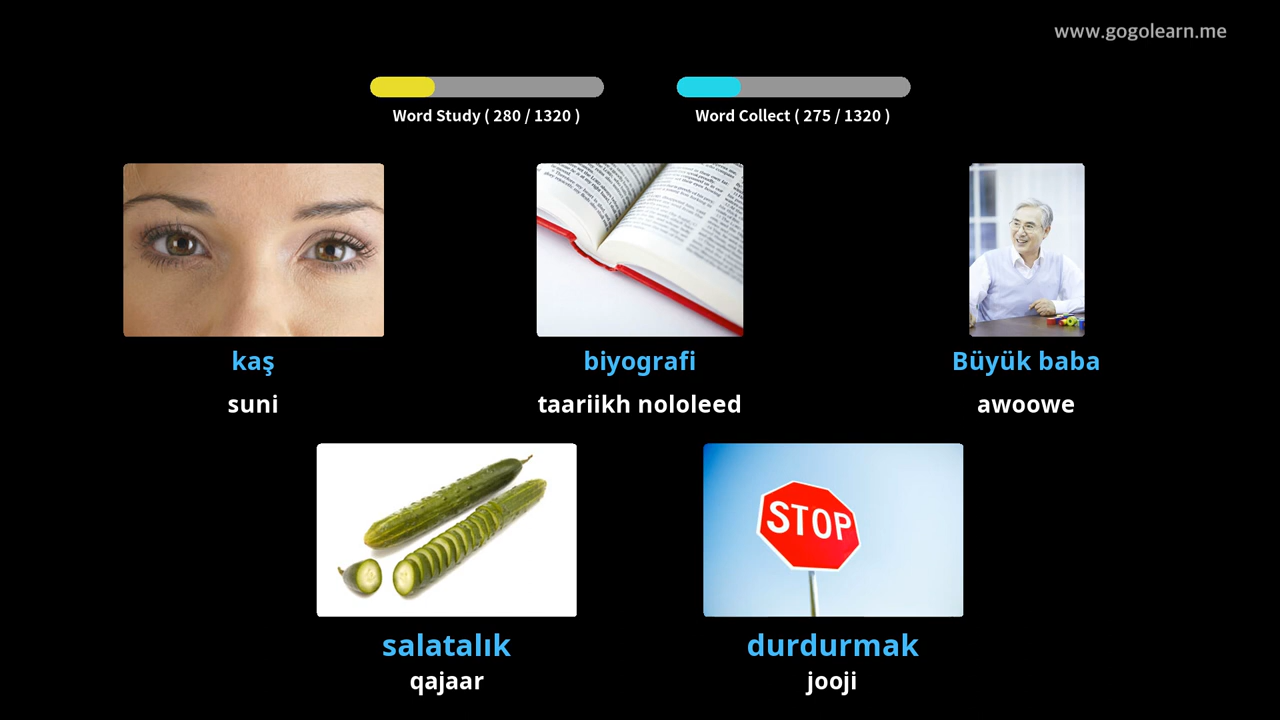 www.gogolearn.me
Word Study ( 280 / 1320 )
Word Collect ( 275 / 1320 )
kaş
biyografi
Büyük baba
suni
taariikh nololeed
awoowe
STOP
salatalık
durdurmak
qajaar
jooji